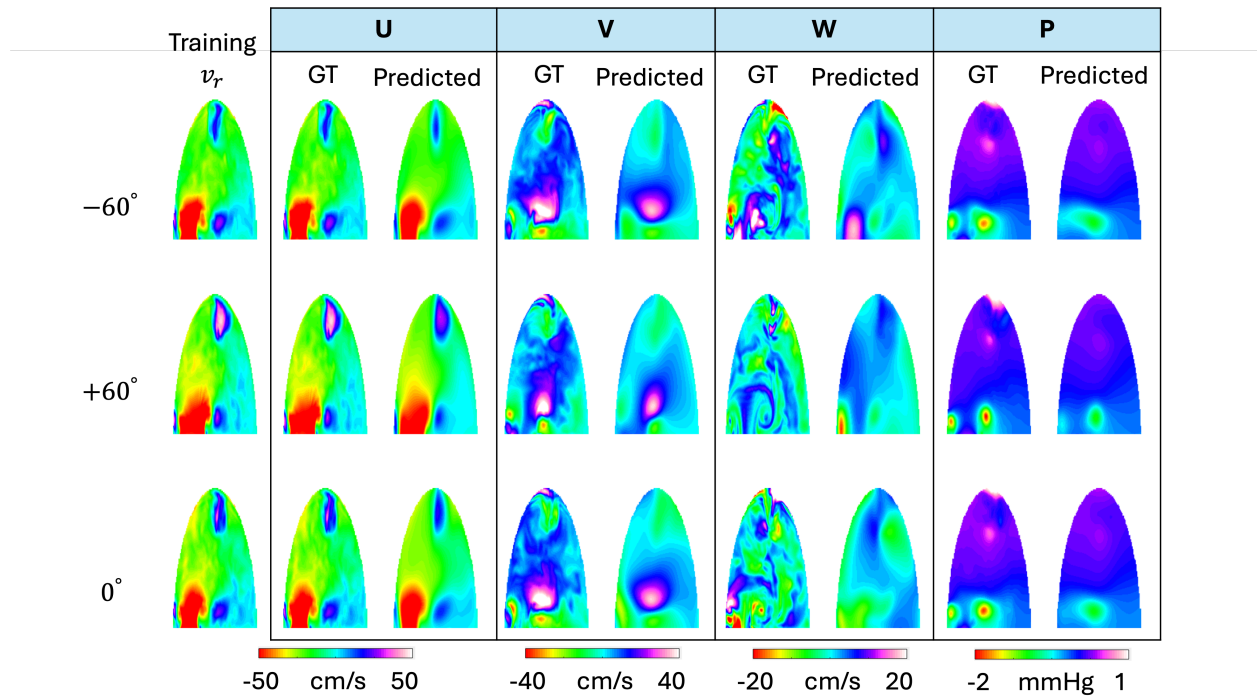 U V W P
Training
𝑣ᵣ GT Predicted GT Predicted GT Predicted GT Predicted
−60°
+60°
0°
-50 cm/s 50 -40 cm/s 40 -20 cm/s 20 -2 mmHg 1